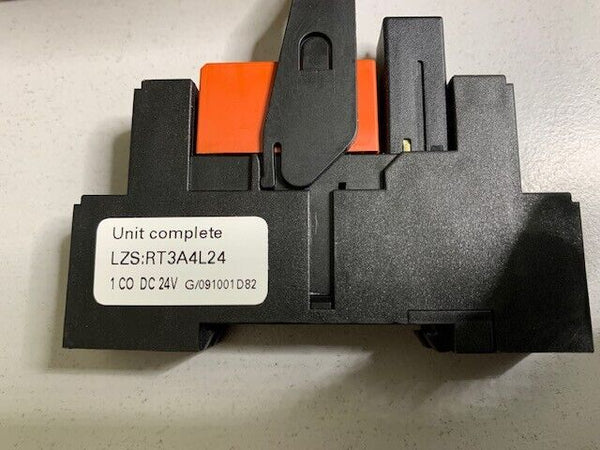 Unit complete
LZS:RT3A4L24
1 CO DC 24V G/091001D82